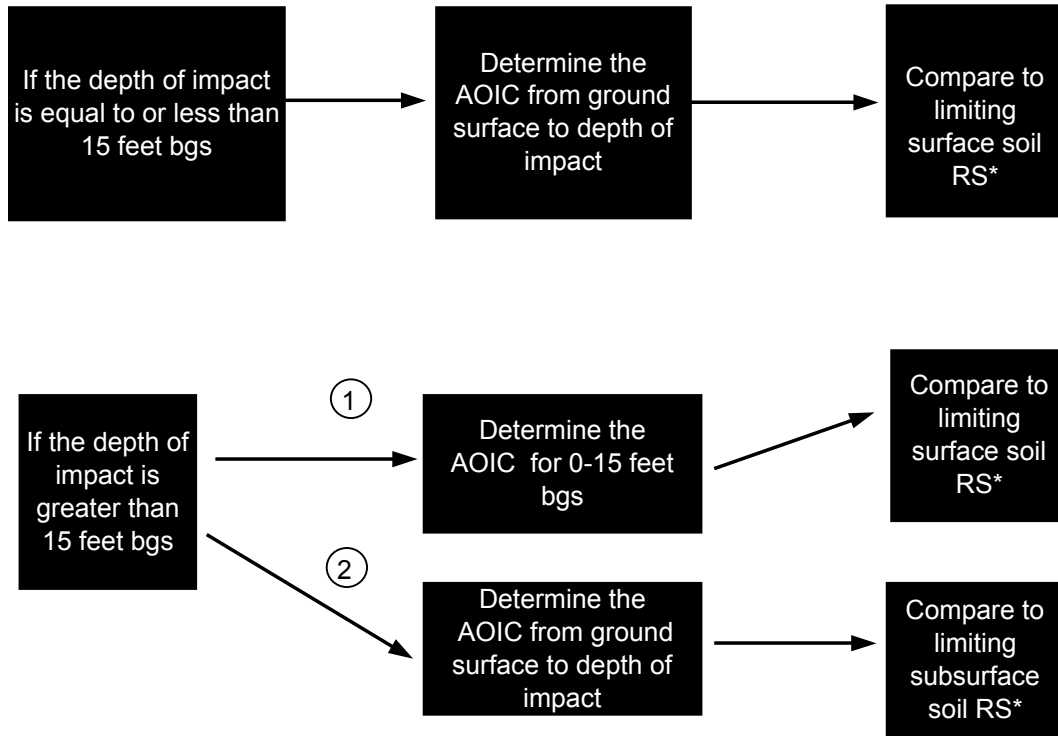 If the depth of impact
is equal to or less than
15 feet bgs
Determine the
AOIC from ground
surface to depth of
impact
Compare to
limiting
surface soil
RS*
If the depth of
impact is
greater than
15 feet bgs
1
Determine the
AOIC for 0-15 feet
bgs
Compare to
limiting
surface soil
RS*
2
Determine the
AOIC from ground
surface to depth of
impact
Compare to
limiting
subsurface
soil RS*